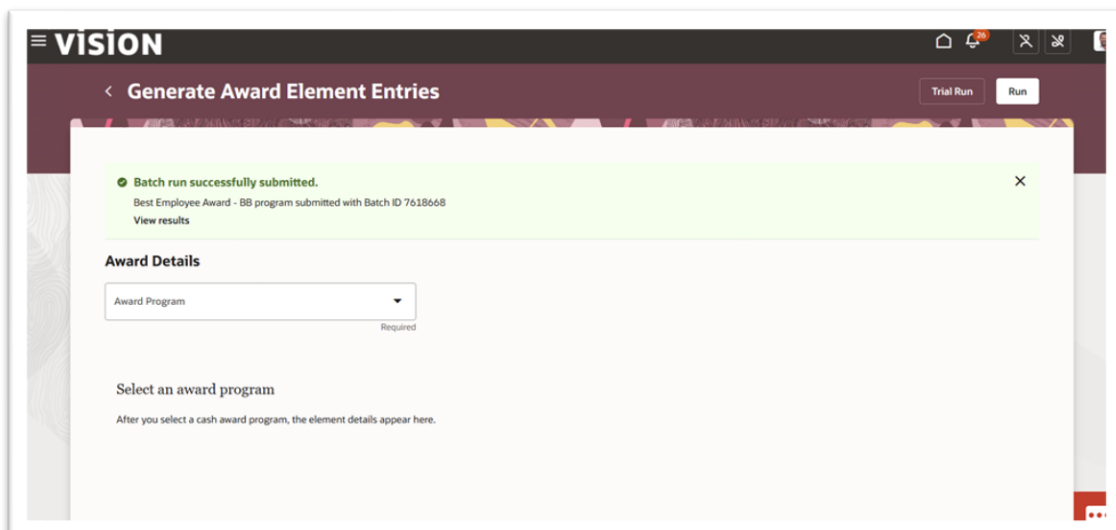 VISION
26
Generate Award Element Entries
Trial Run
Run
Batch run successfully submitted.
Best Employee Award - BB program submitted with Batch ID 7618668
View results
Award Details
Award Program
Required
Select an award program
After you select a cash award program, the element details appear here.